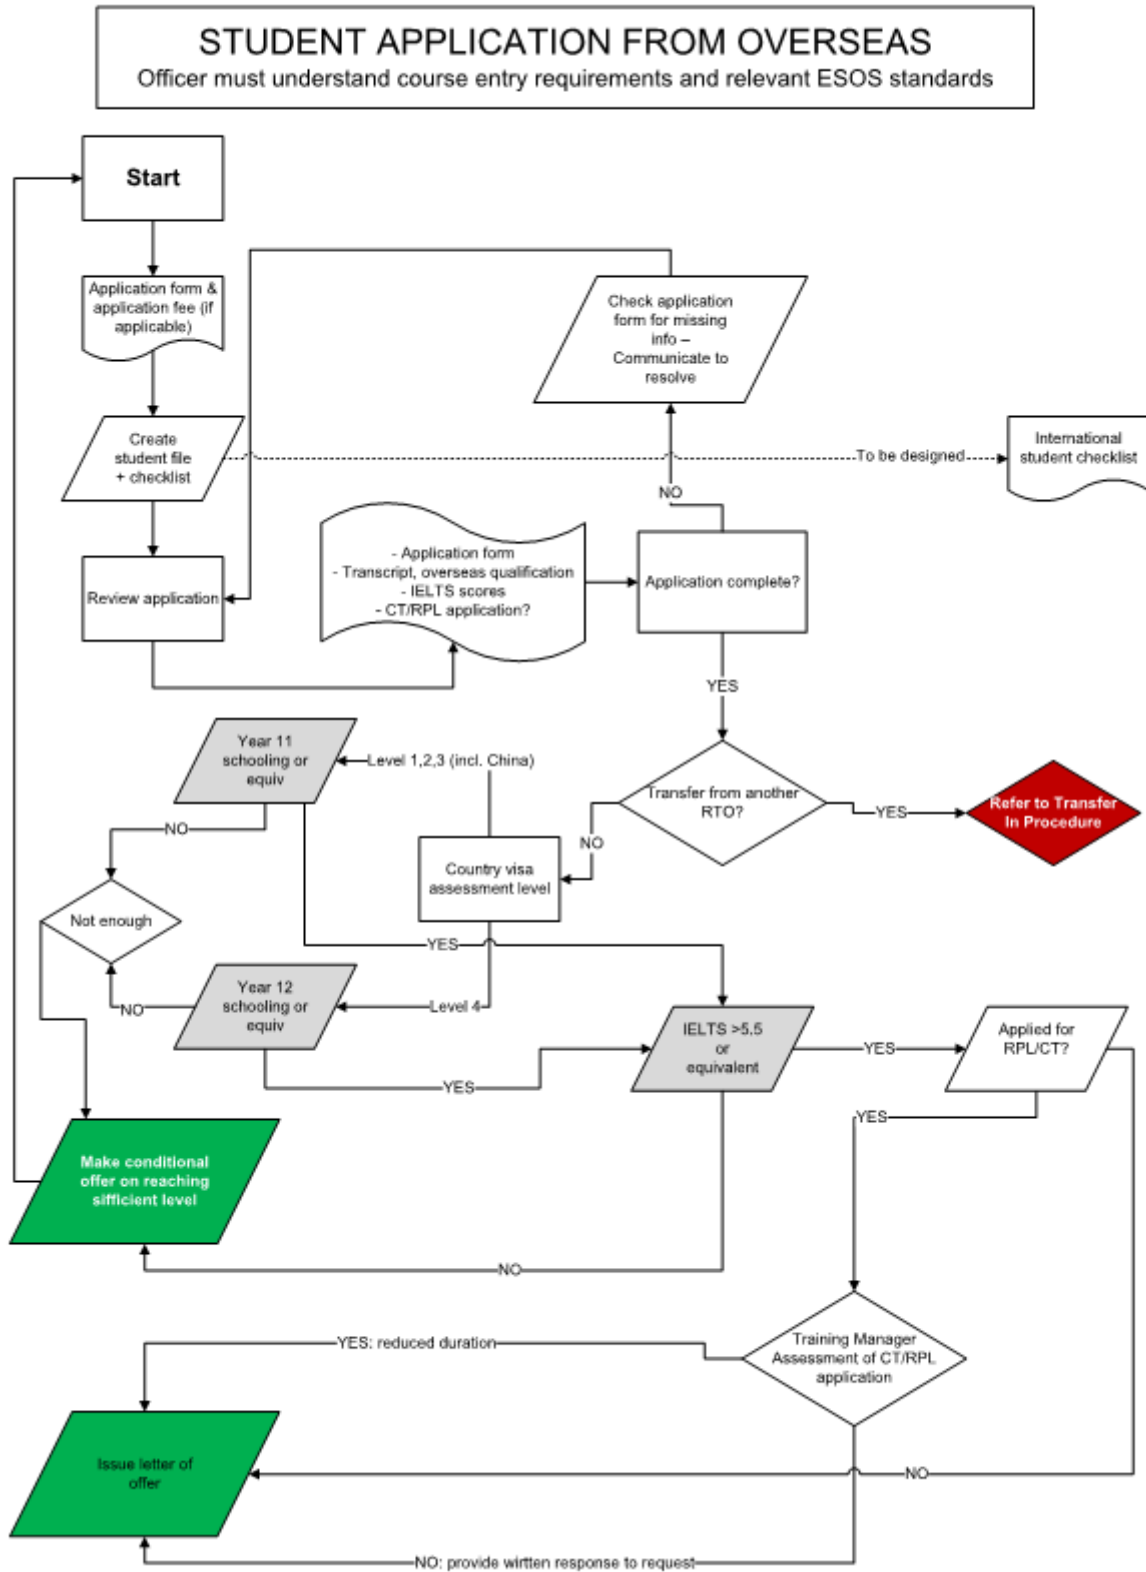 STUDENT APPLICATION FROM OVERSEAS
Officer must understand course entry requirements and relevant ESOS standards
Start
Application form &
application fee (if
applicable)
Check application
form for missing
info –
Communicate to
resolve
Create
student file
+ checklist
To be designed
International
student checklist
NO
- Application form
- Transcript, overseas qualification
- IELTS scores
- CT/RPL application?
Application complete?
Review application
YES
Year 11
schooling or
equiv
Level 1,2,3 (incl. China)
Transfer from another
RTO?
YES
Refer to Transfer
In Procedure
NO
NO
Country visa
assessment level
Not enough
YES
Year 12
schooling or
equiv
NO
Level 4
IELTS >5.5
or
equivalent
YES
Applied for
RPL/CT?
YES
YES
Make conditional
offer on reaching
sifficient level
NO
YES: reduced duration
Training Manager
Assessment of CT/RPL
application
Issue letter of
offer
NO
NO: provide wirtten response to request